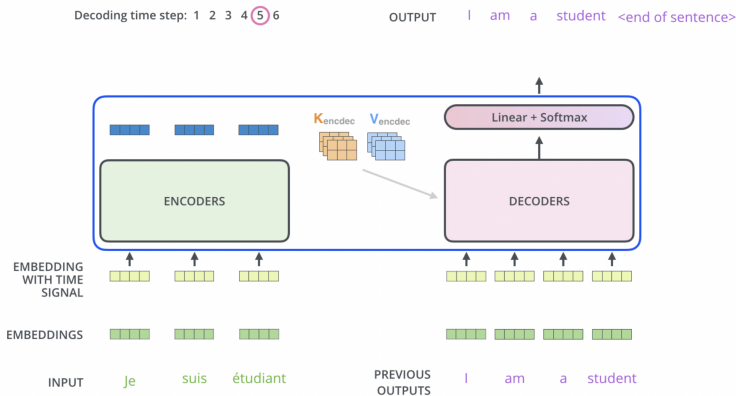 Decoding time step: 1 2 3 4 5 6
OUTPUT I am a student <end of sentence>
Kencdec Vencdec
Linear + Softmax
ENCODERS
DECODERS
EMBEDDING
WITH TIME
SIGNAL
EMBEDDINGS
INPUT Je suis étudiant
PREVIOUS
OUTPUTS
I am a student